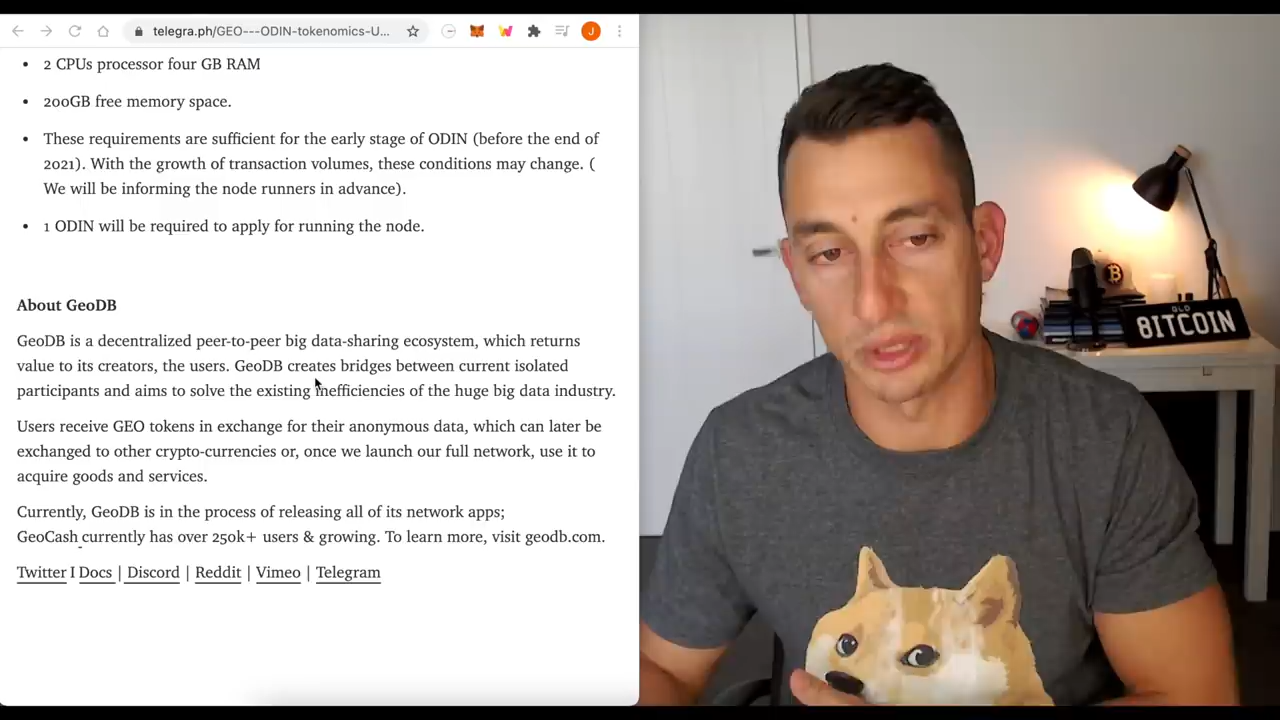 telegra.ph/GEO---ODIN-tokenomics-U...
J
• 2 CPUs processor four GB RAM
• 200GB free memory space.
• These requirements are sufficient for the early stage of ODIN (before the end of
2021). With the growth of transaction volumes, these conditions may change. (
We will be informing the node runners in advance).
• 1 ODIN will be required to apply for running the node.
About GeoDB
GeoDB is a decentralized peer-to-peer big data-sharing ecosystem, which returns
value to its creators, the users. GeoDB creates bridges between current isolated
participants and aims to solve the existing inefficiencies of the huge big data industry.
Users receive GEO tokens in exchange for their anonymous data, which can later be
exchanged to other crypto-currencies or, once we launch our full network, use it to
acquire goods and services.
Currently, GeoDB is in the process of releasing all of its network apps;
GeoCash currently has over 250k+ users & growing. To learn more, visit geodb.com.
Twitter I Docs | Discord | Reddit | Vimeo | Telegram
QLD
8ITCOIN